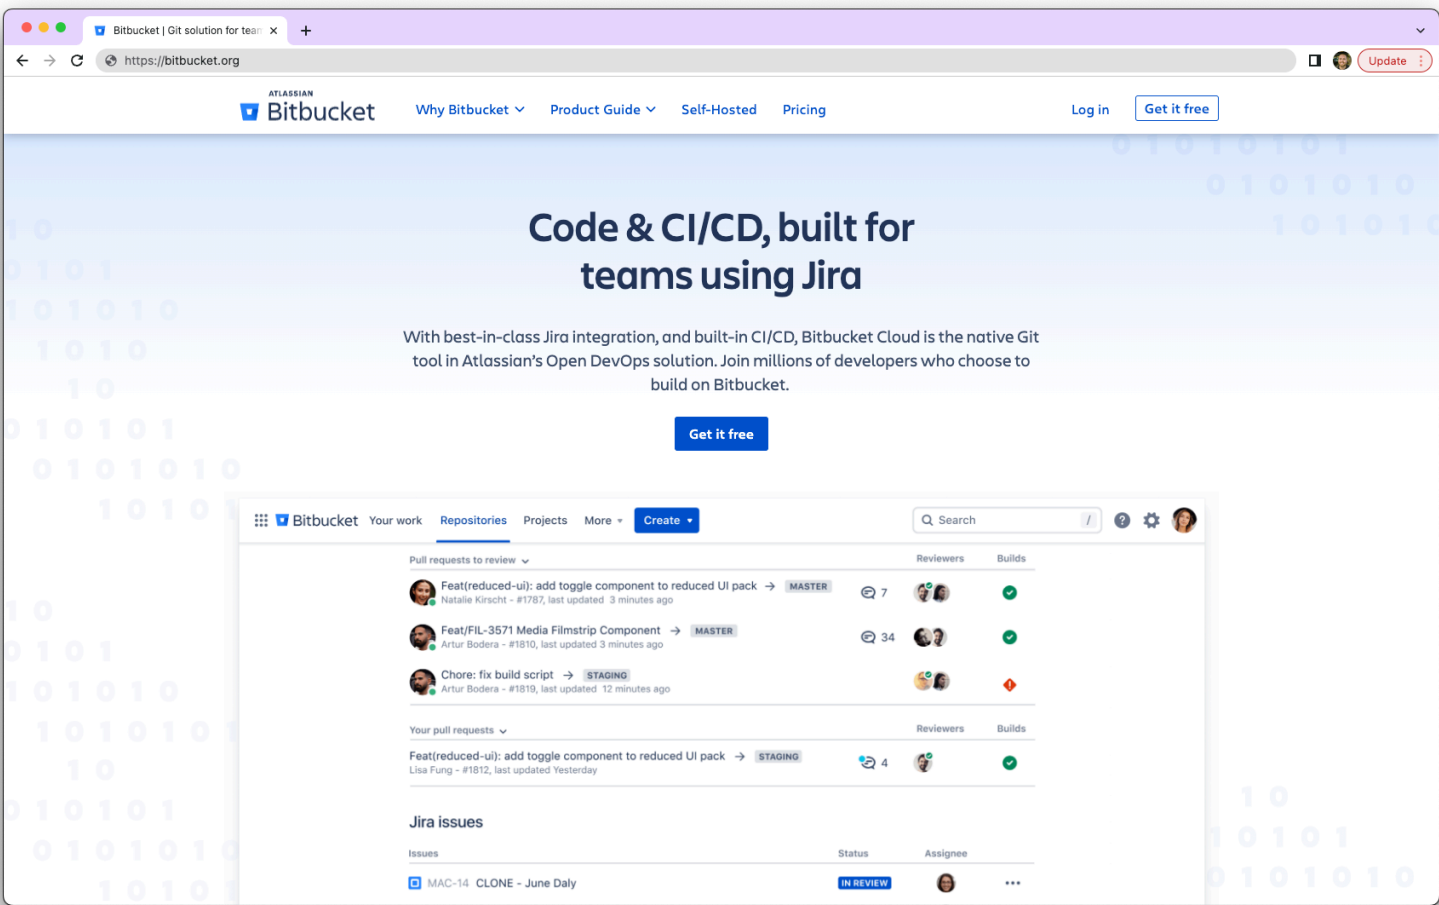 Bitbucket | Git solution for team
https://bitbucket.org
Update
ATLASSIAN
Bitbucket
Why Bitbucket
Product Guide
Self-Hosted
Pricing
Log in
Get it free
Code & CI/CD, built for
teams using Jira
With best-in-class Jira integration, and built-in CI/CD, Bitbucket Cloud is the native Git
tool in Atlassian's Open DevOps solution. Join millions of developers who choose to
build on Bitbucket.
Get it free
Bitbucket Your work Repositories Projects More Create Search /
Pull requests to review Reviewers Builds
Feat(reduced-ui): add toggle component to reduced UI pack → MASTER 7
Natalie Kirscht - #1787, last updated 3 minutes ago
Feat/FIL-3571 Media Filmstrip Component → MASTER 34
Artur Bodera - #1810, last updated 3 minutes ago
Chore: fix build script → STAGING
Artur Bodera - #1819, last updated 12 minutes ago
Your pull requests Reviewers Builds
Feat(reduced-ui): add toggle component to reduced UI pack → STAGING 4
Lisa Fung - #1812, last updated Yesterday
Jira issues
Issues Status Assignee
MAC-14 CLONE - June Daly IN REVIEW